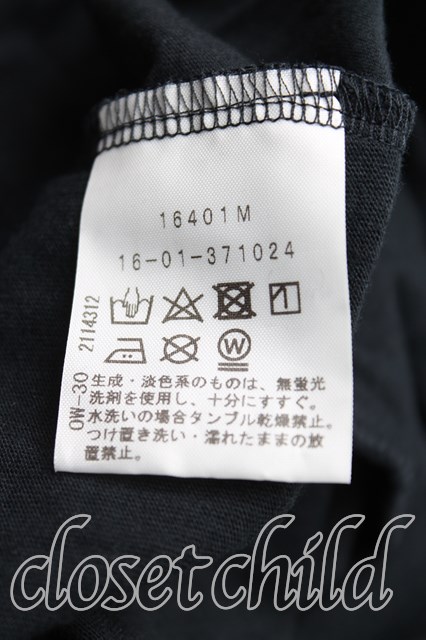 16401M
16-01-371024
2114312
OW-30
W
生成・淡色系のものは、無蛍光
洗剤を使用し、十分にすすぐ。
水洗いの場合タンブル乾燥禁止。
つけ置き洗い・濡れたままの放
置禁止。
closet child